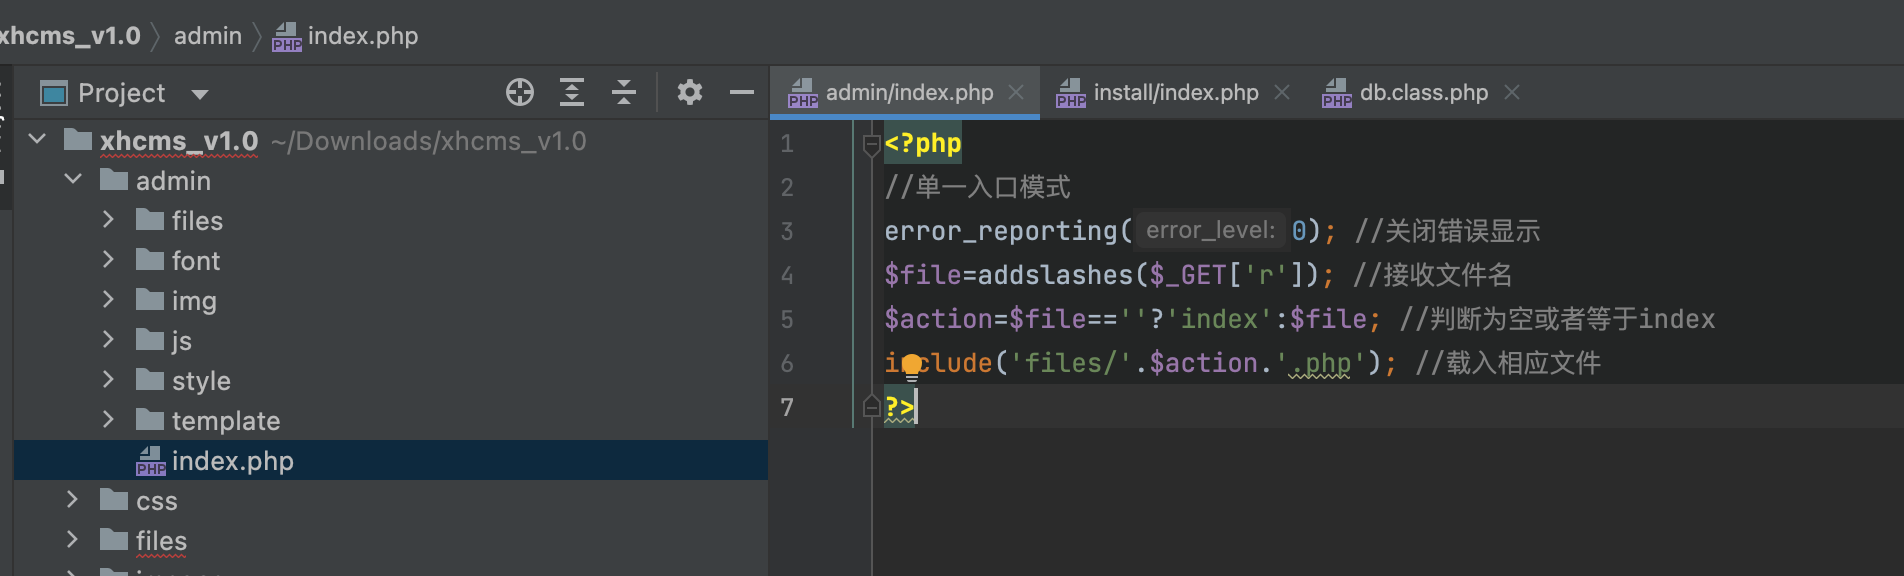 xhcms_v1.0 admin index.php
Project
admin/index.php install/index.php db.class.php
xhcms_v1.0 ~/Downloads/xhcms_v1.0
admin
files
font
img
js
style
template
index.php
css
files
1 <?php
2 //单一入口模式
3 error_reporting( error_level: 0); //关闭错误显示
4 $file=addslashes($_GET['r']); //接收文件名
5 $action=$file==''?'index':$file; //判断为空或者等于index
6 include('files/'.$action.'.php'); //载入相应文件
7 ?>